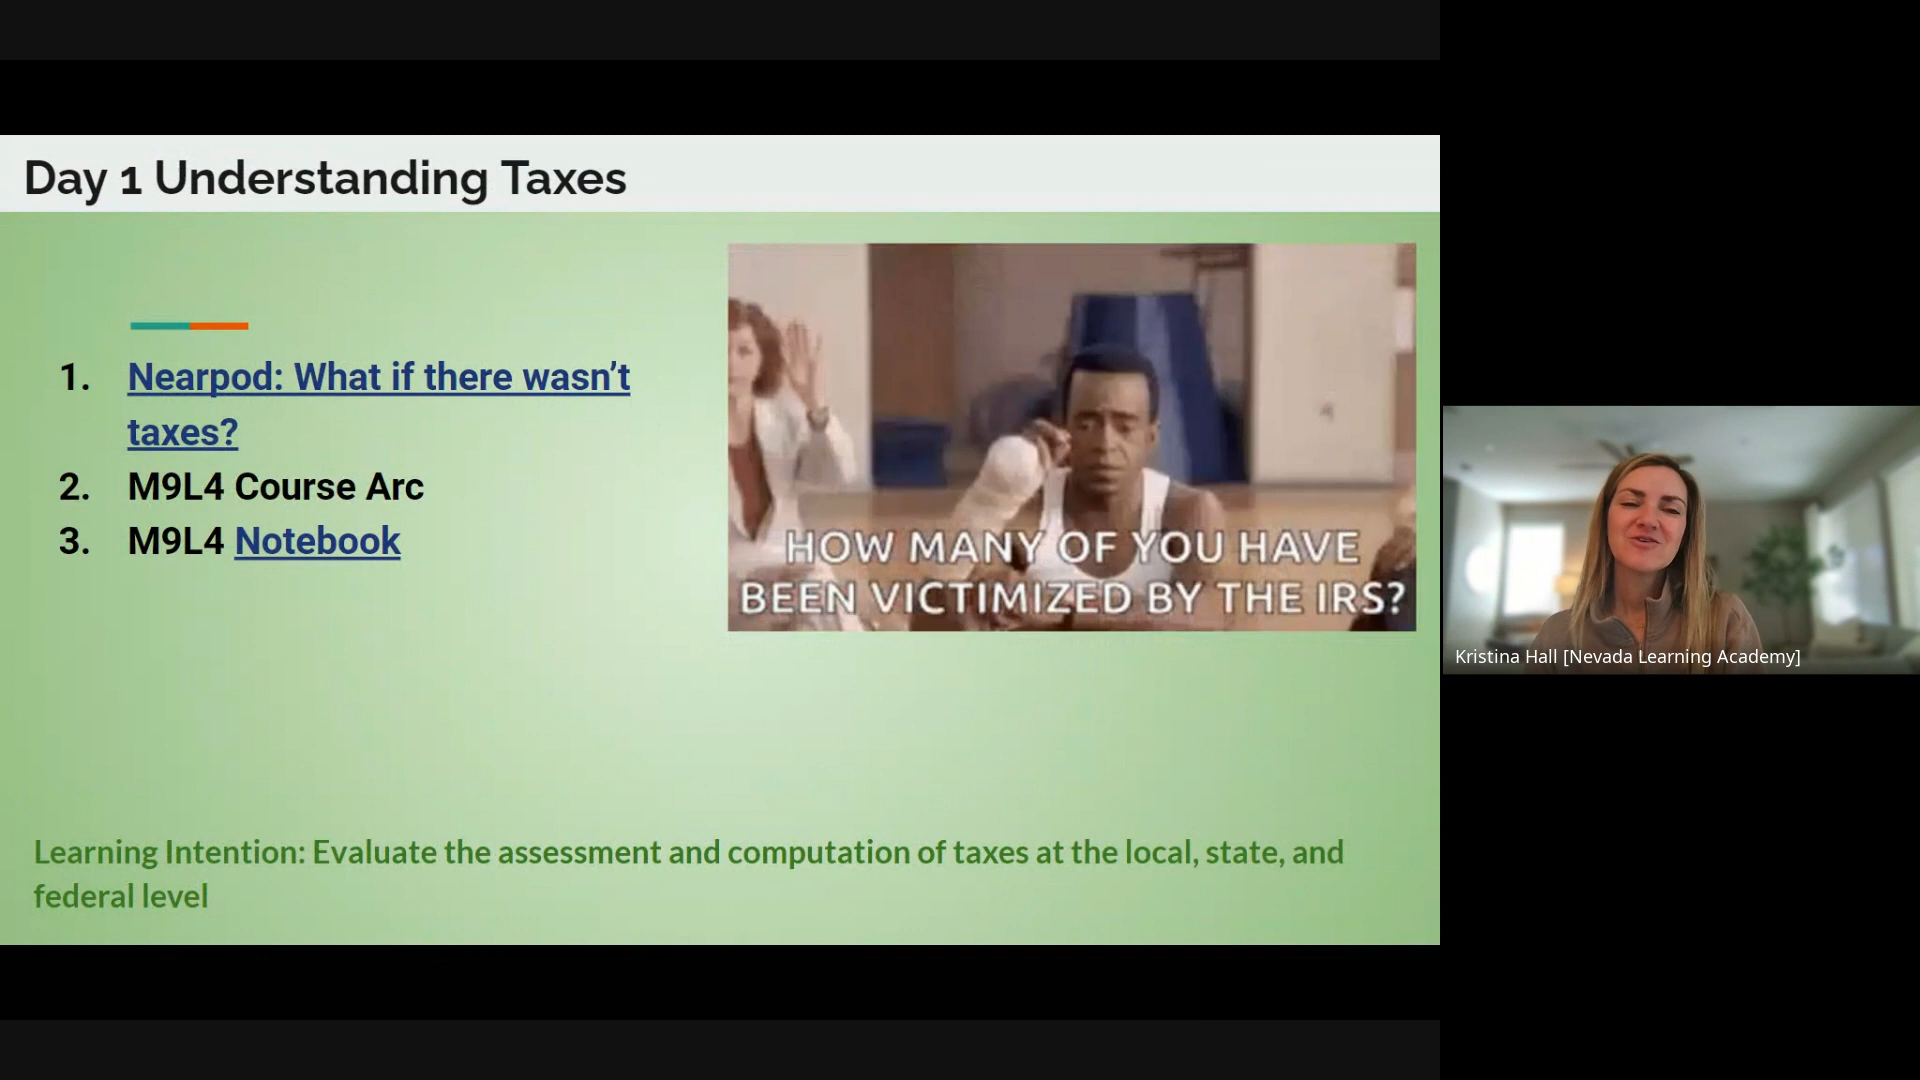 Day 1 Understanding Taxes
1. Nearpod: What if there wasn’t
taxes?
2. M9L4 Course Arc
3. M9L4 Notebook
HOW MANY OF YOU HAVE
BEEN VICTIMIZED BY THE IRS?
Learning Intention: Evaluate the assessment and computation of taxes at the local, state, and
federal level
Kristina Hall [Nevada Learning Academy]